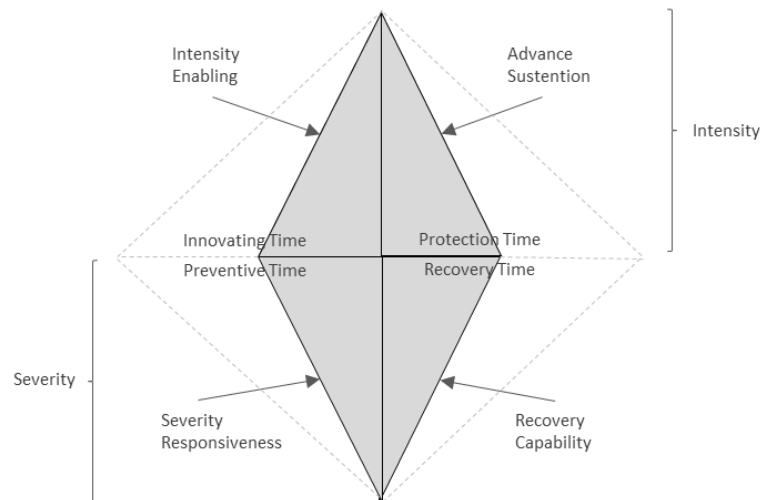 Intensity
Enabling
Advance
Sustention
Intensity
Innovating Time
Protection Time
Preventive Time
Recovery Time
Severity
Severity
Responsiveness
Recovery
Capability